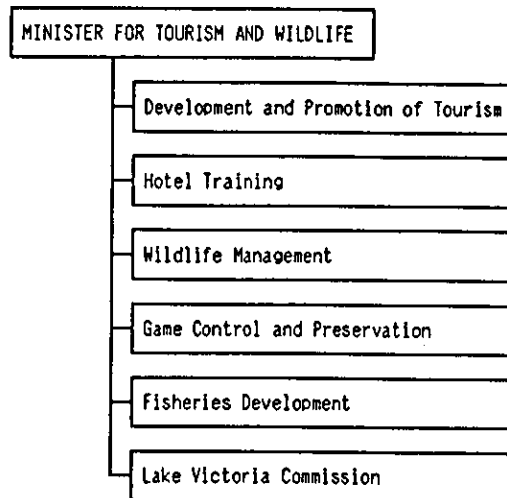 MINISTER FOR TOURISM AND WILDLIFE
Development and Promotion of Tourism
Hotel Training
Wildlife Management
Game Control and Preservation
Fisheries Development
Lake Victoria Commission